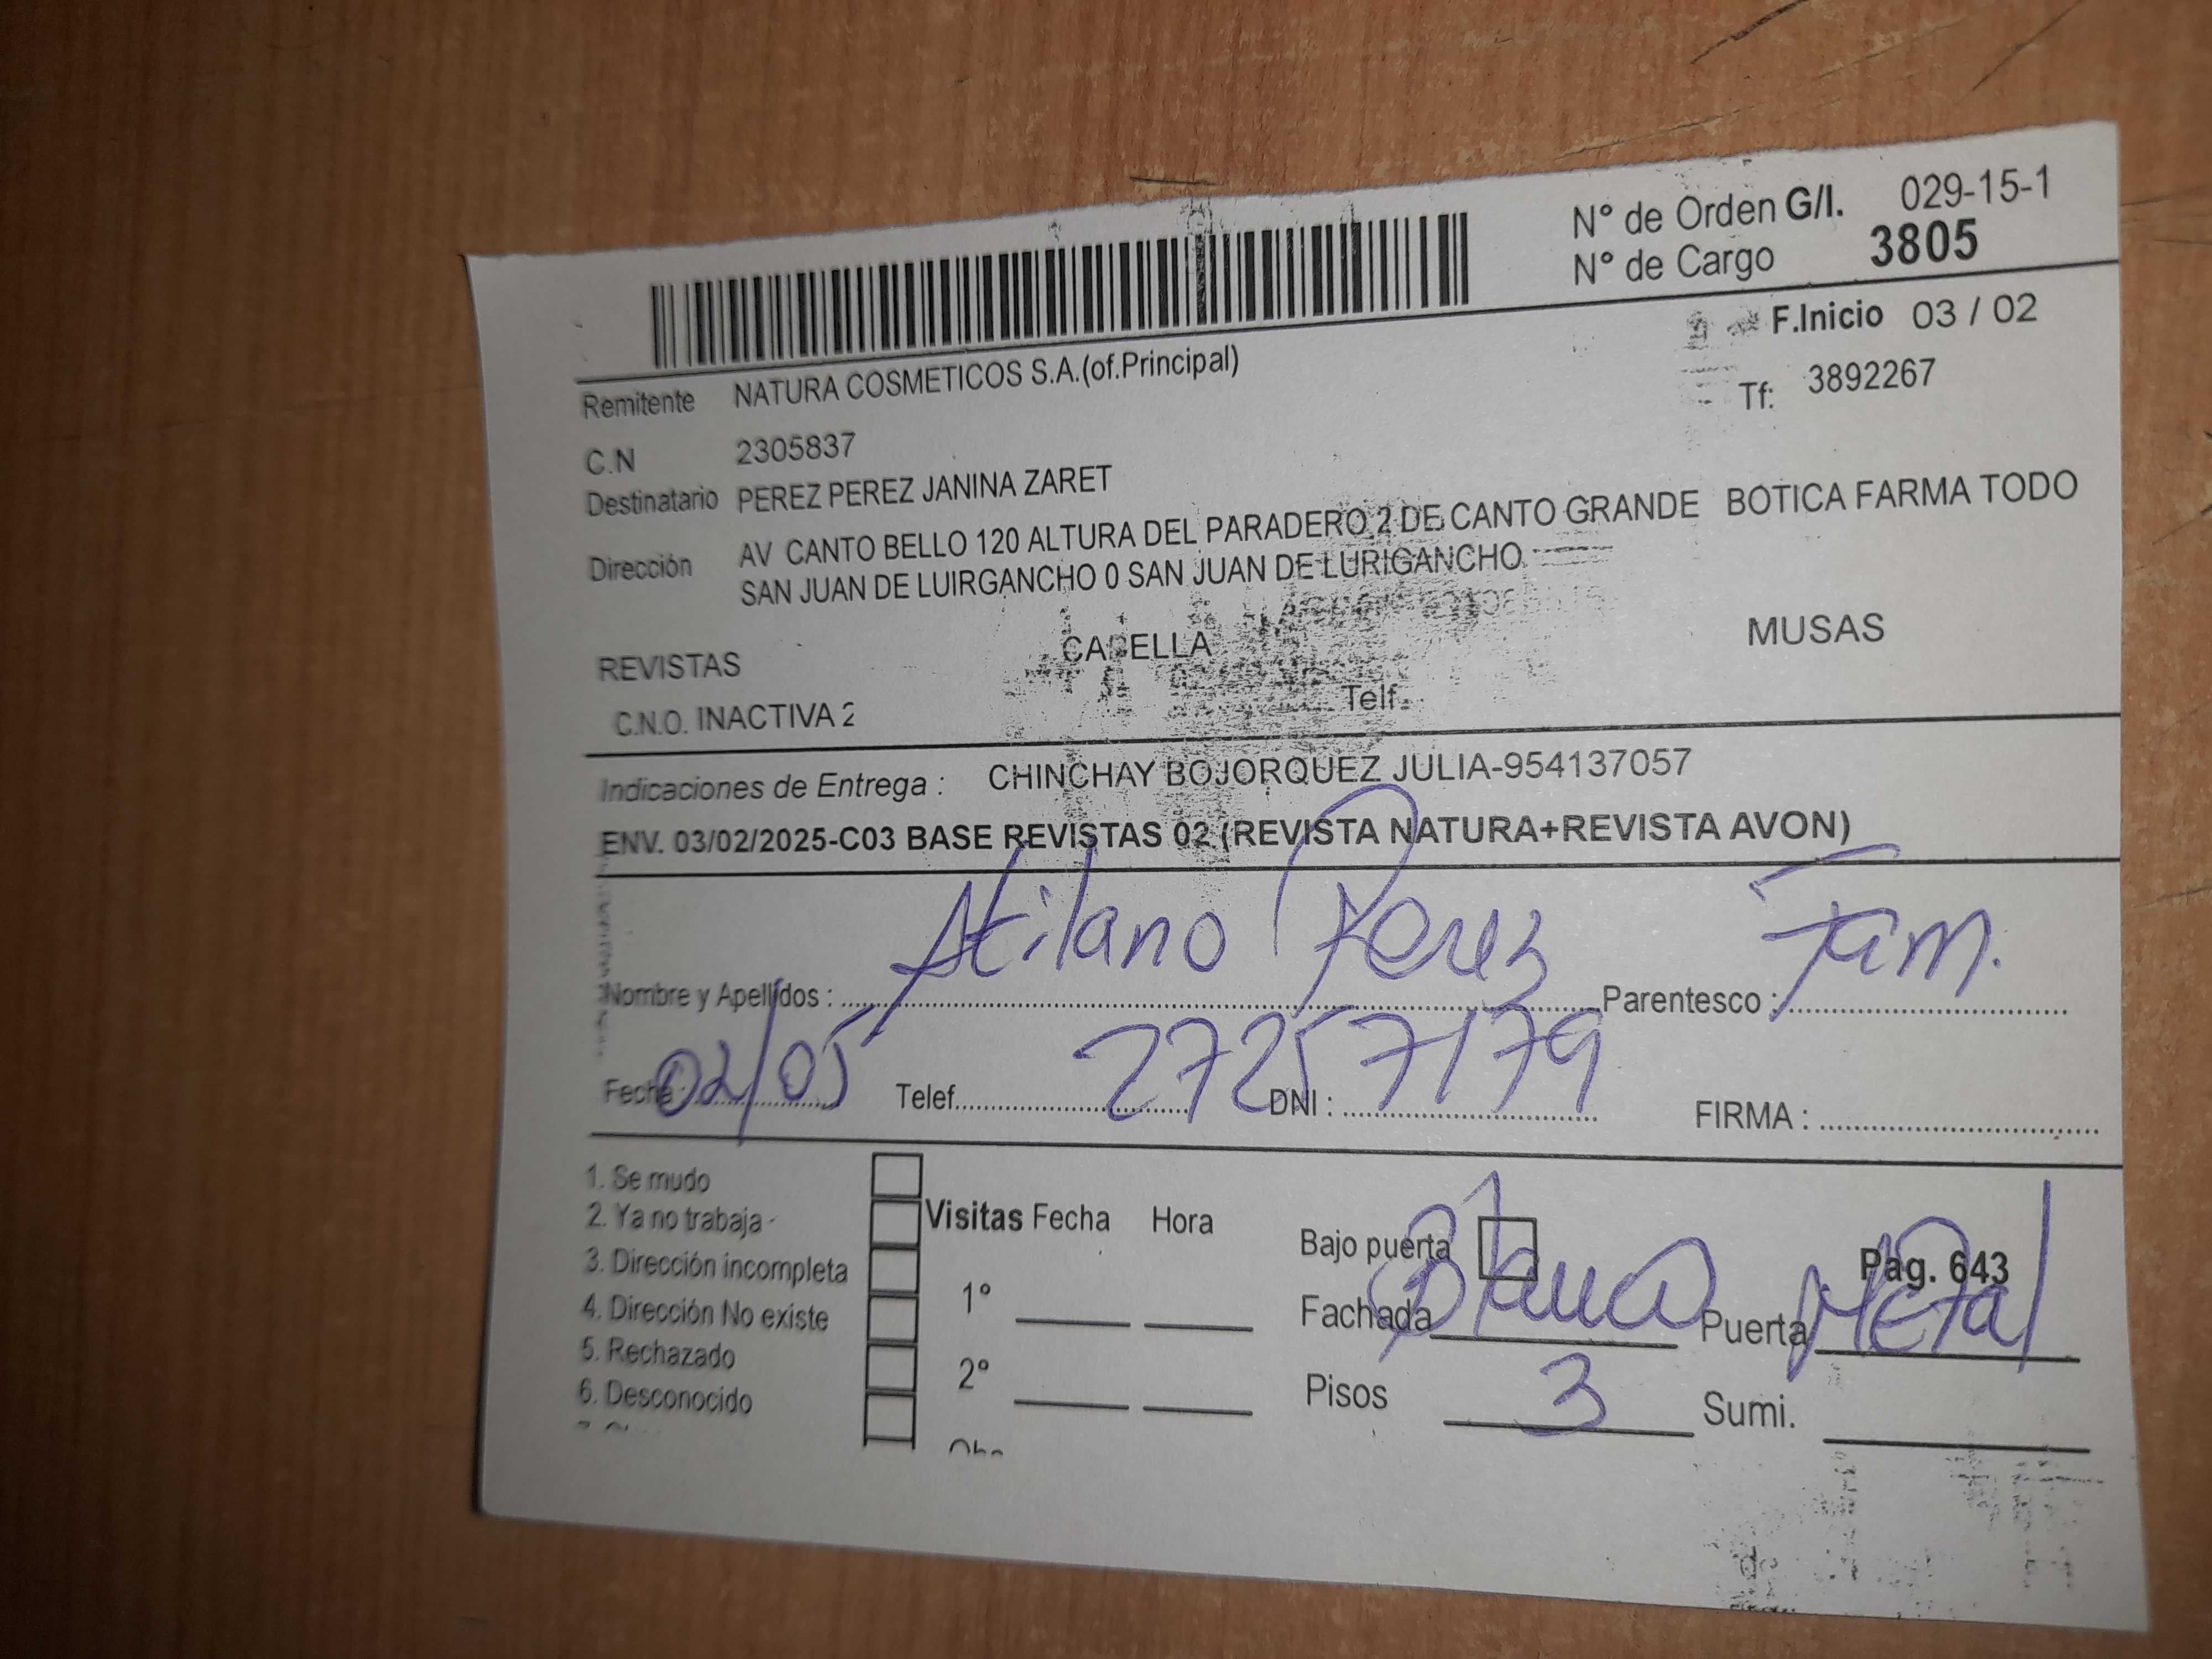 N° de Orden G/I. 029-15-1
N° de Cargo 3805
F.Inicio 03 / 02
Remitente NATURA COSMETICOS S.A.(of.Principal)
Tf: 3892267
C.N 2305837
Destinatario PEREZ PEREZ JANINA ZARET
Dirección AV CANTO BELLO 120 ALTURA DEL PARADERO 2 DE CANTO GRANDE BOTICA FARMA TODO
SAN JUAN DE LUIRGANCHO 0 SAN JUAN DE LURIGANCHO
REVISTAS CAPELLA MUSAS
C.N.O. INACTIVA 2 Telf.
Indicaciones de Entrega : CHINCHAY BOJORQUEZ JULIA-954137057
ENV. 03/02/2025-C03 BASE REVISTAS 02 (REVISTA NATURA+REVISTA AVON)
Nombre y Apellidos : Atilano Perez Parentesco : Fam.
Fecha : 02/05 Telef. DNI : 27257179 FIRMA :
1. Se mudo
2. Ya no trabaja
3. Dirección incompleta
4. Dirección No existe
5. Rechazado
6. Desconocido
Visitas Fecha Hora
1°
2°
Bajo puerta Pag. 643
Fachada Blanca Puerta Metal
Pisos 3 Sumi.